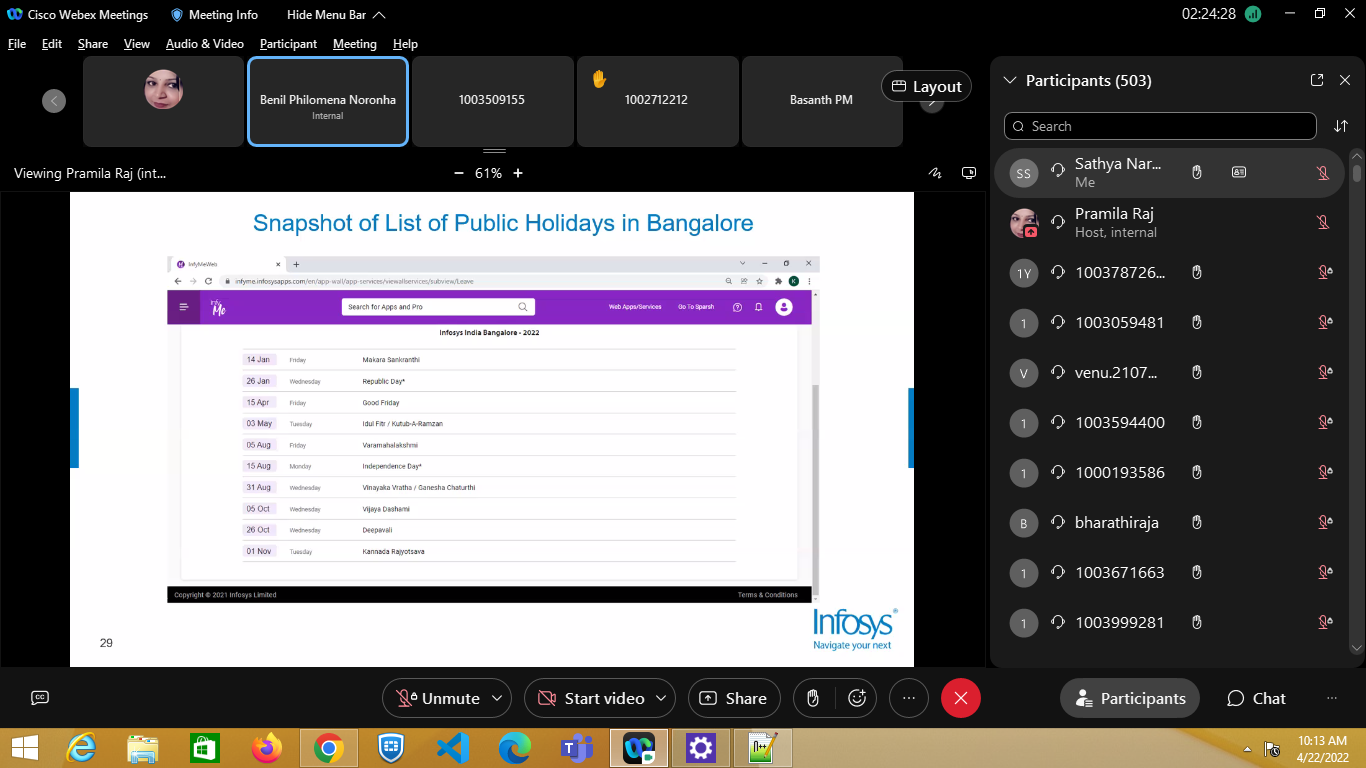 Cisco Webex Meetings Meeting Info Hide Menu Bar 02:24:28
File Edit Share View Audio & Video Participant Meeting Help
Benil Philomena Noronha
Internal
1003509155
1002712212
Basanth PM
Layout
Viewing Pramila Raj (int... 61%
Snapshot of List of Public Holidays in Bangalore
InfyMeWeb
infyme.infosysapps.com/en/app-wall/app-services/viewallservices/subview/Leave
K
Infy Me
Search for Apps and Pro
Web Apps/Services Go To Sparsh
Infosys India Bangalore - 2022
14 Jan Friday Makara Sankranthi
26 Jan Wednesday Republic Day*
15 Apr Friday Good Friday
03 May Tuesday Idul Fitr / Kutub-A-Ramzan
05 Aug Friday Varamahalakshmi
15 Aug Monday Independence Day*
31 Aug Wednesday Vinayaka Vratha / Ganesha Chaturthi
05 Oct Wednesday Vijaya Dashami
26 Oct Wednesday Deepavali
01 Nov Tuesday Kannada Rajyotsava
Copyright © 2021 Infosys Limited Terms & Conditions
29
Infosys®
Navigate your next
Participants (503)
Search
SS Sathya Nar...
Me
Pramila Raj
Host, internal
1Y 100378726...
1 1003059481
V venu.2107...
1 1003594400
1 1000193586
B bharathiraja
1 1003671663
1 1003999281
CC Unmute Start video Share Participants Chat
10:13 AM
4/22/2022